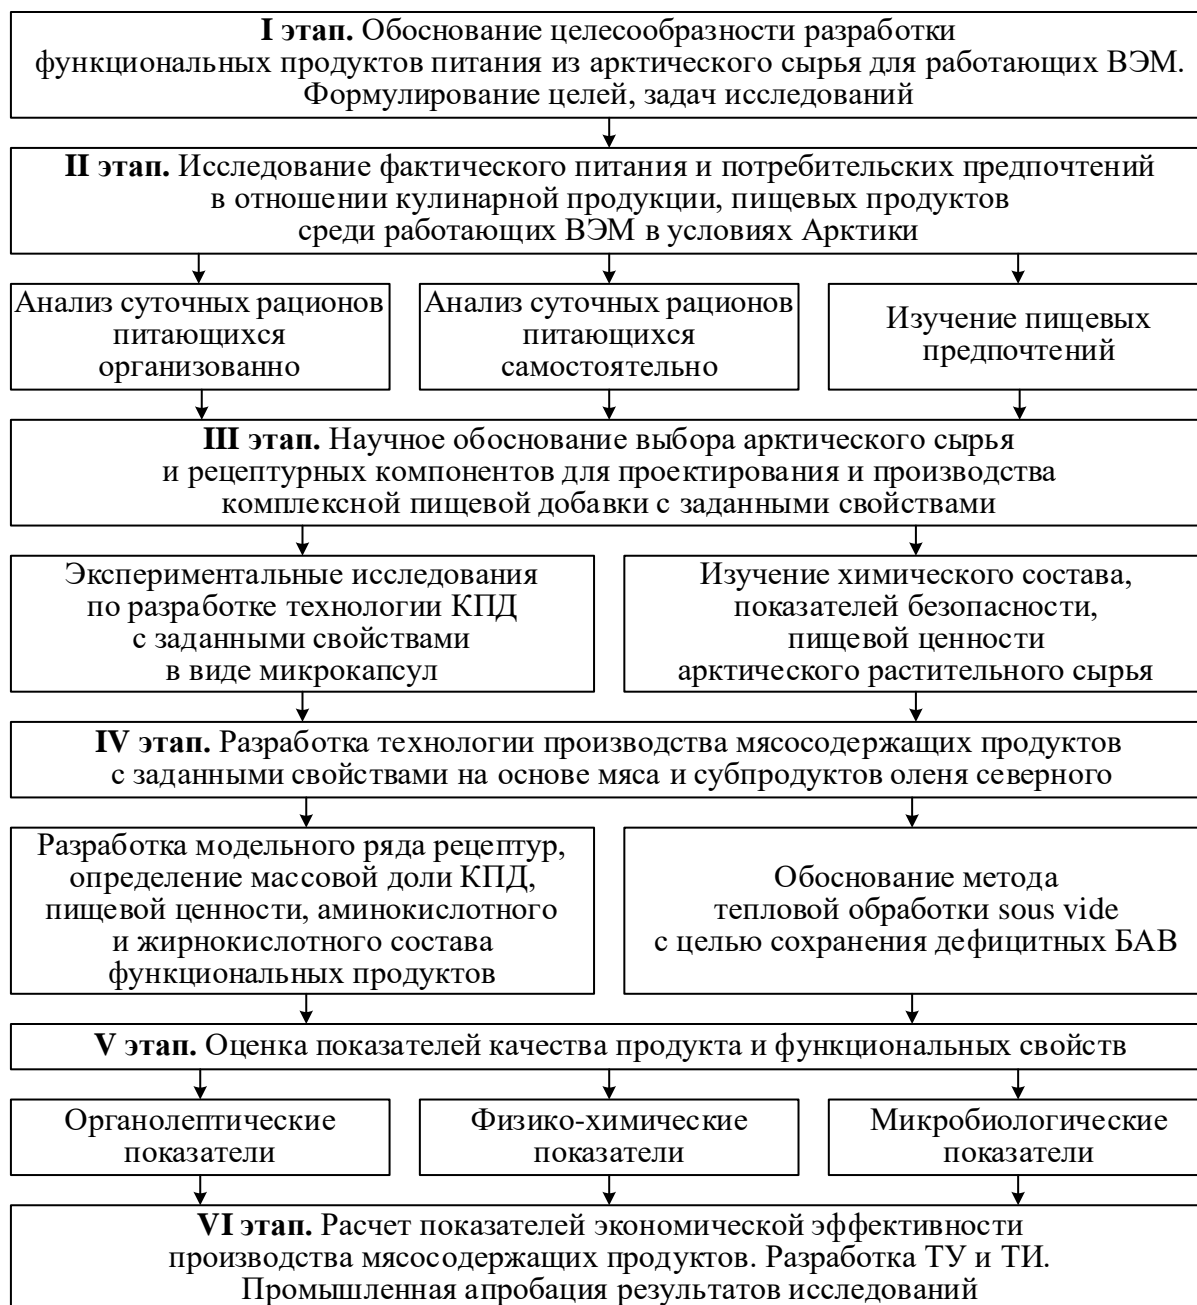 I этап. Обоснование целесообразности разработки
функциональных продуктов питания из арктического сырья для работающих ВЭМ.
Формулирование целей, задач исследований
II этап. Исследование фактического питания и потребительских предпочтений
в отношении кулинарной продукции, пищевых продуктов
среди работающих ВЭМ в условиях Арктики
Анализ суточных рационов
питающихся
организованно
Анализ суточных рационов
питающихся
самостоятельно
Изучение пищевых
предпочтений
III этап. Научное обоснование выбора арктического сырья
и рецептурных компонентов для проектирования и производства
комплексной пищевой добавки с заданными свойствами
Экспериментальные исследования
по разработке технологии КПД
с заданными свойствами
в виде микрокапсул
Изучение химического состава,
показателей безопасности,
пищевой ценности
арктического растительного сырья
IV этап. Разработка технологии производства мясосодержащих продуктов
с заданными свойствами на основе мяса и субпродуктов оленя северного
Разработка модельного ряда рецептур,
определение массовой доли КПД,
пищевой ценности, аминокислотного
и жирнокислотного состава
функциональных продуктов
Обоснование метода
тепловой обработки sous vide
с целью сохранения дефицитных БАВ
V этап. Оценка показателей качества продукта и функциональных свойств
Органолептические
показатели
Физико-химические
показатели
Микробиологические
показатели
VI этап. Расчет показателей экономической эффективности
производства мясосодержащих продуктов. Разработка ТУ и ТИ.
Промышленная апробация результатов исследований